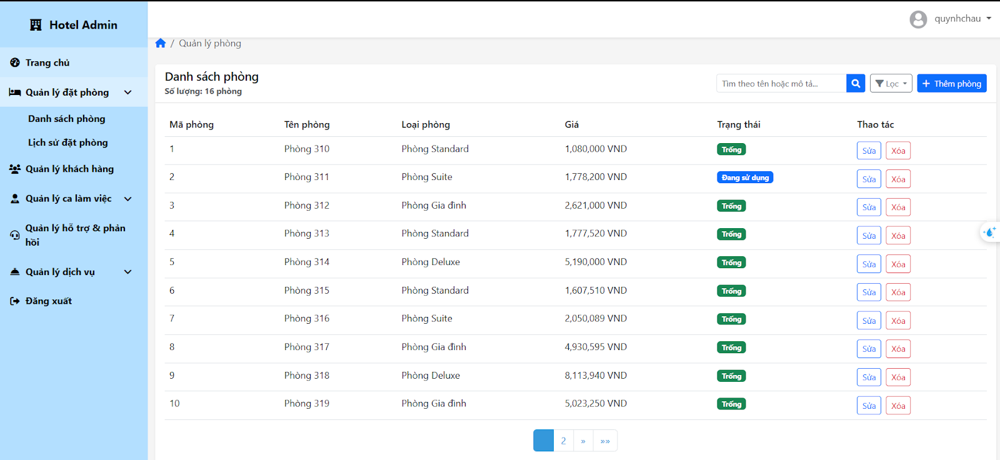 Hotel Admin
quynhchau
/ Quản lý phòng
Trang chủ
Quản lý đặt phòng
Danh sách phòng
Lịch sử đặt phòng
Quản lý khách hàng
Quản lý ca làm việc
Quản lý hỗ trợ & phản
hồi
Quản lý dịch vụ
Đăng xuất
Danh sách phòng
Số lượng: 16 phòng
Tìm theo tên hoặc mô tả... Lọc + Thêm phòng
Mã phòng Tên phòng Loại phòng Giá Trạng thái Thao tác
1 Phòng 310 Phòng Standard 1,080,000 VND Trống Sửa Xóa
2 Phòng 311 Phòng Suite 1,778,200 VND Đang sử dụng Sửa Xóa
3 Phòng 312 Phòng Gia đình 2,621,000 VND Trống Sửa Xóa
4 Phòng 313 Phòng Standard 1,777,520 VND Trống Sửa Xóa
5 Phòng 314 Phòng Deluxe 5,190,000 VND Trống Sửa Xóa
6 Phòng 315 Phòng Standard 1,607,510 VND Trống Sửa Xóa
7 Phòng 316 Phòng Suite 2,050,089 VND Trống Sửa Xóa
8 Phòng 317 Phòng Gia đình 4,930,595 VND Trống Sửa Xóa
9 Phòng 318 Phòng Deluxe 8,113,940 VND Trống Sửa Xóa
10 Phòng 319 Phòng Gia đình 5,023,250 VND Trống Sửa Xóa
2 » »»